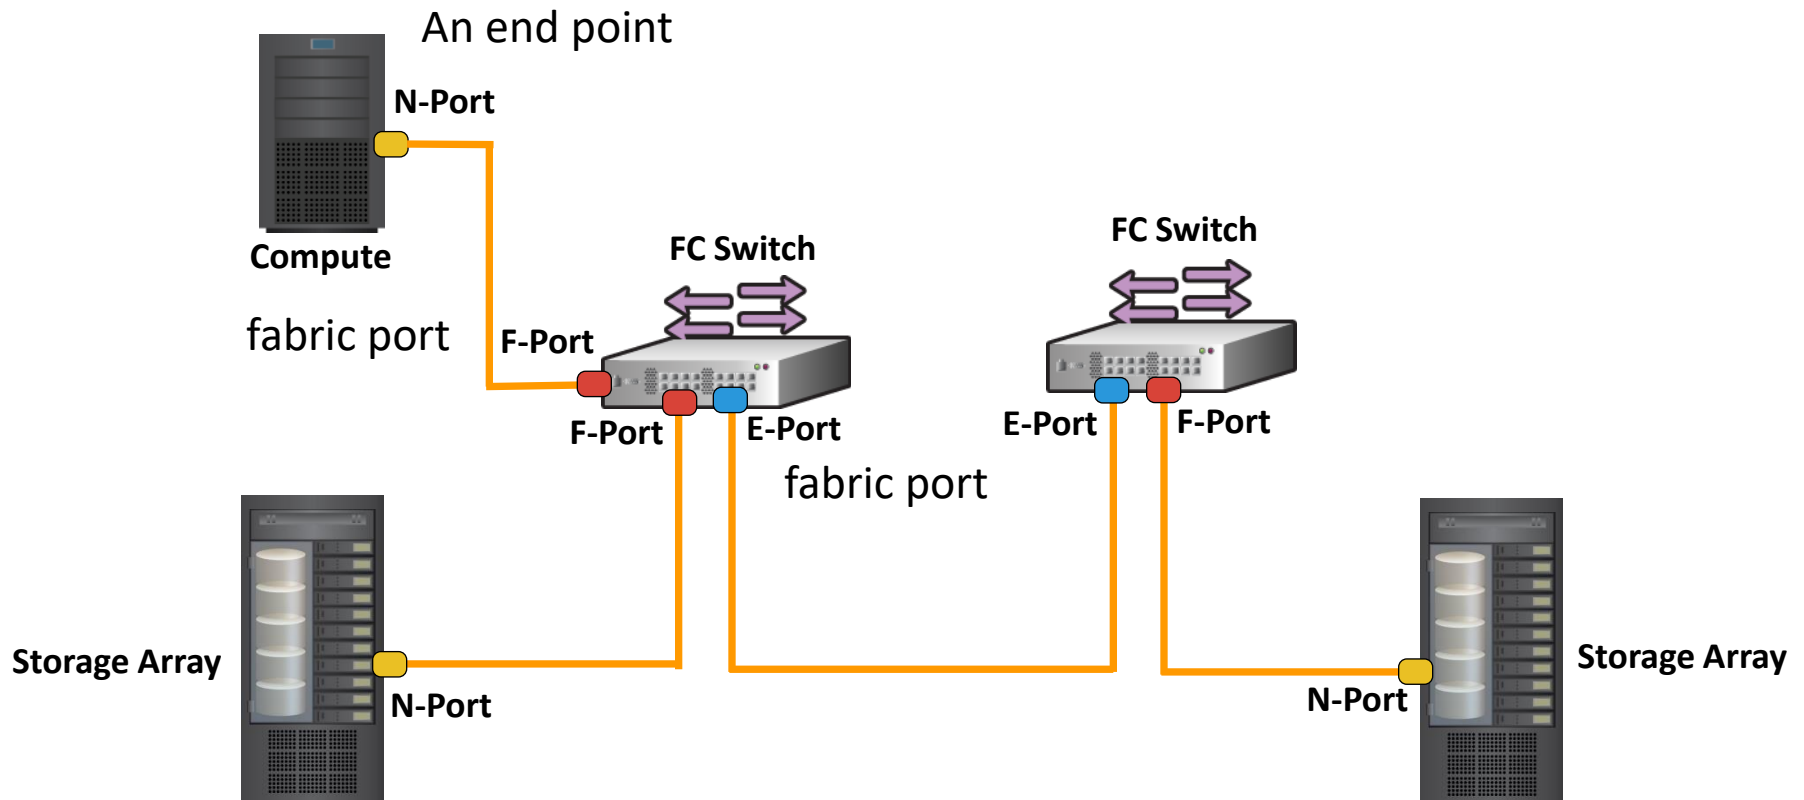 An end point
N-Port
Compute
FC Switch
FC Switch
fabric port
F-Port
F-Port
E-Port
E-Port
F-Port
fabric port
Storage Array
N-Port
N-Port
Storage Array